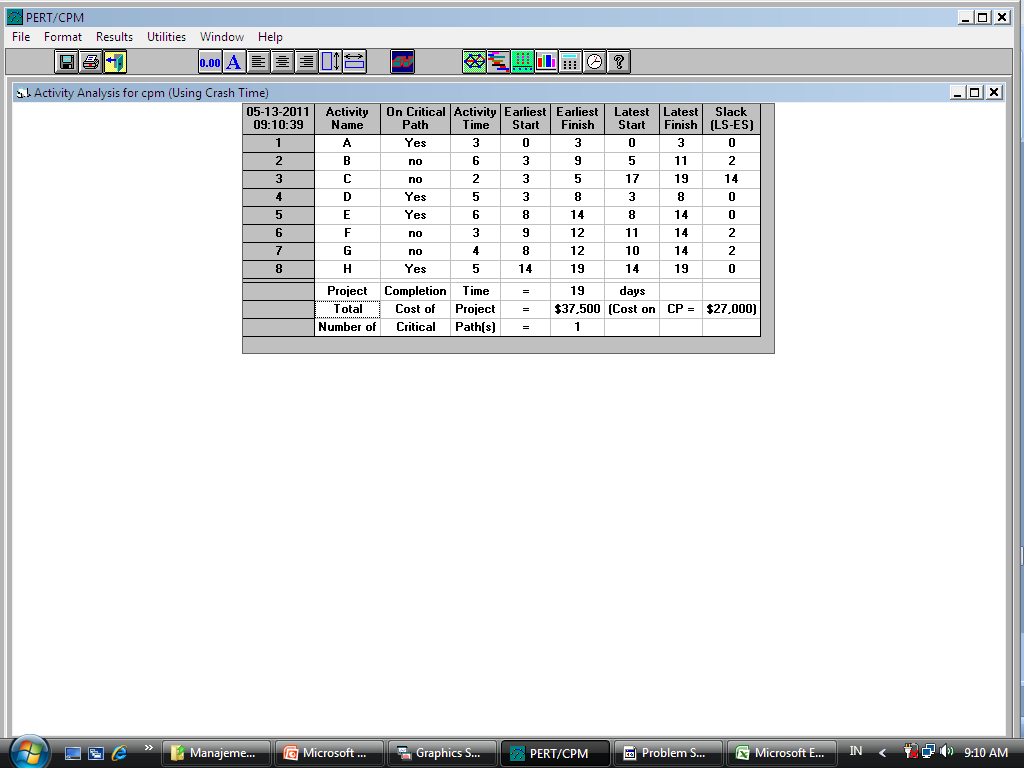 PERT/CPM
File Format Results Utilities Window Help
0.00 A
Activity Analysis for cpm (Using Crash Time)
05-13-2011 Activity On Critical Activity Earliest Earliest Latest Latest Slack
09:10:39 Name Path Time Start Finish Start Finish (LS-ES)
1 A Yes 3 0 3 0 3 0
2 B no 6 3 9 5 11 2
3 C no 2 3 5 17 19 14
4 D Yes 5 3 8 3 8 0
5 E Yes 6 8 14 8 14 0
6 F no 3 9 12 11 14 2
7 G no 4 8 12 10 14 2
8 H Yes 5 14 19 14 19 0
Project Completion Time = 19 days
Total Cost of Project = $37,500 (Cost on CP = $27,000)
Number of Critical Path(s) = 1
Manajeme... Microsoft ... Graphics S... PERT/CPM Problem S... Microsoft E... IN < 9:10 AM